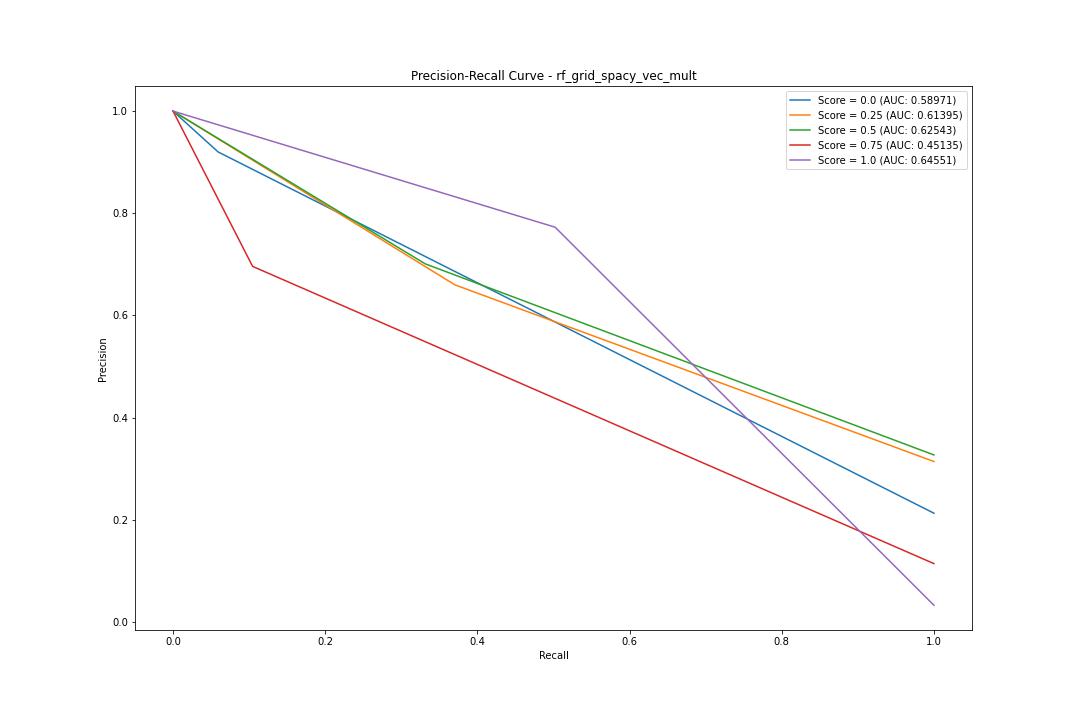 Precision-Recall Curve - rf_grid_spacy_vec_mult
Score = 0.0 (AUC: 0.58971)
Score = 0.25 (AUC: 0.61395)
Score = 0.5 (AUC: 0.62543)
Score = 0.75 (AUC: 0.45135)
Score = 1.0 (AUC: 0.64551)
Precision
1.0
0.8
0.6
0.4
0.2
0.0
0.0 0.2 0.4 0.6 0.8 1.0
Recall